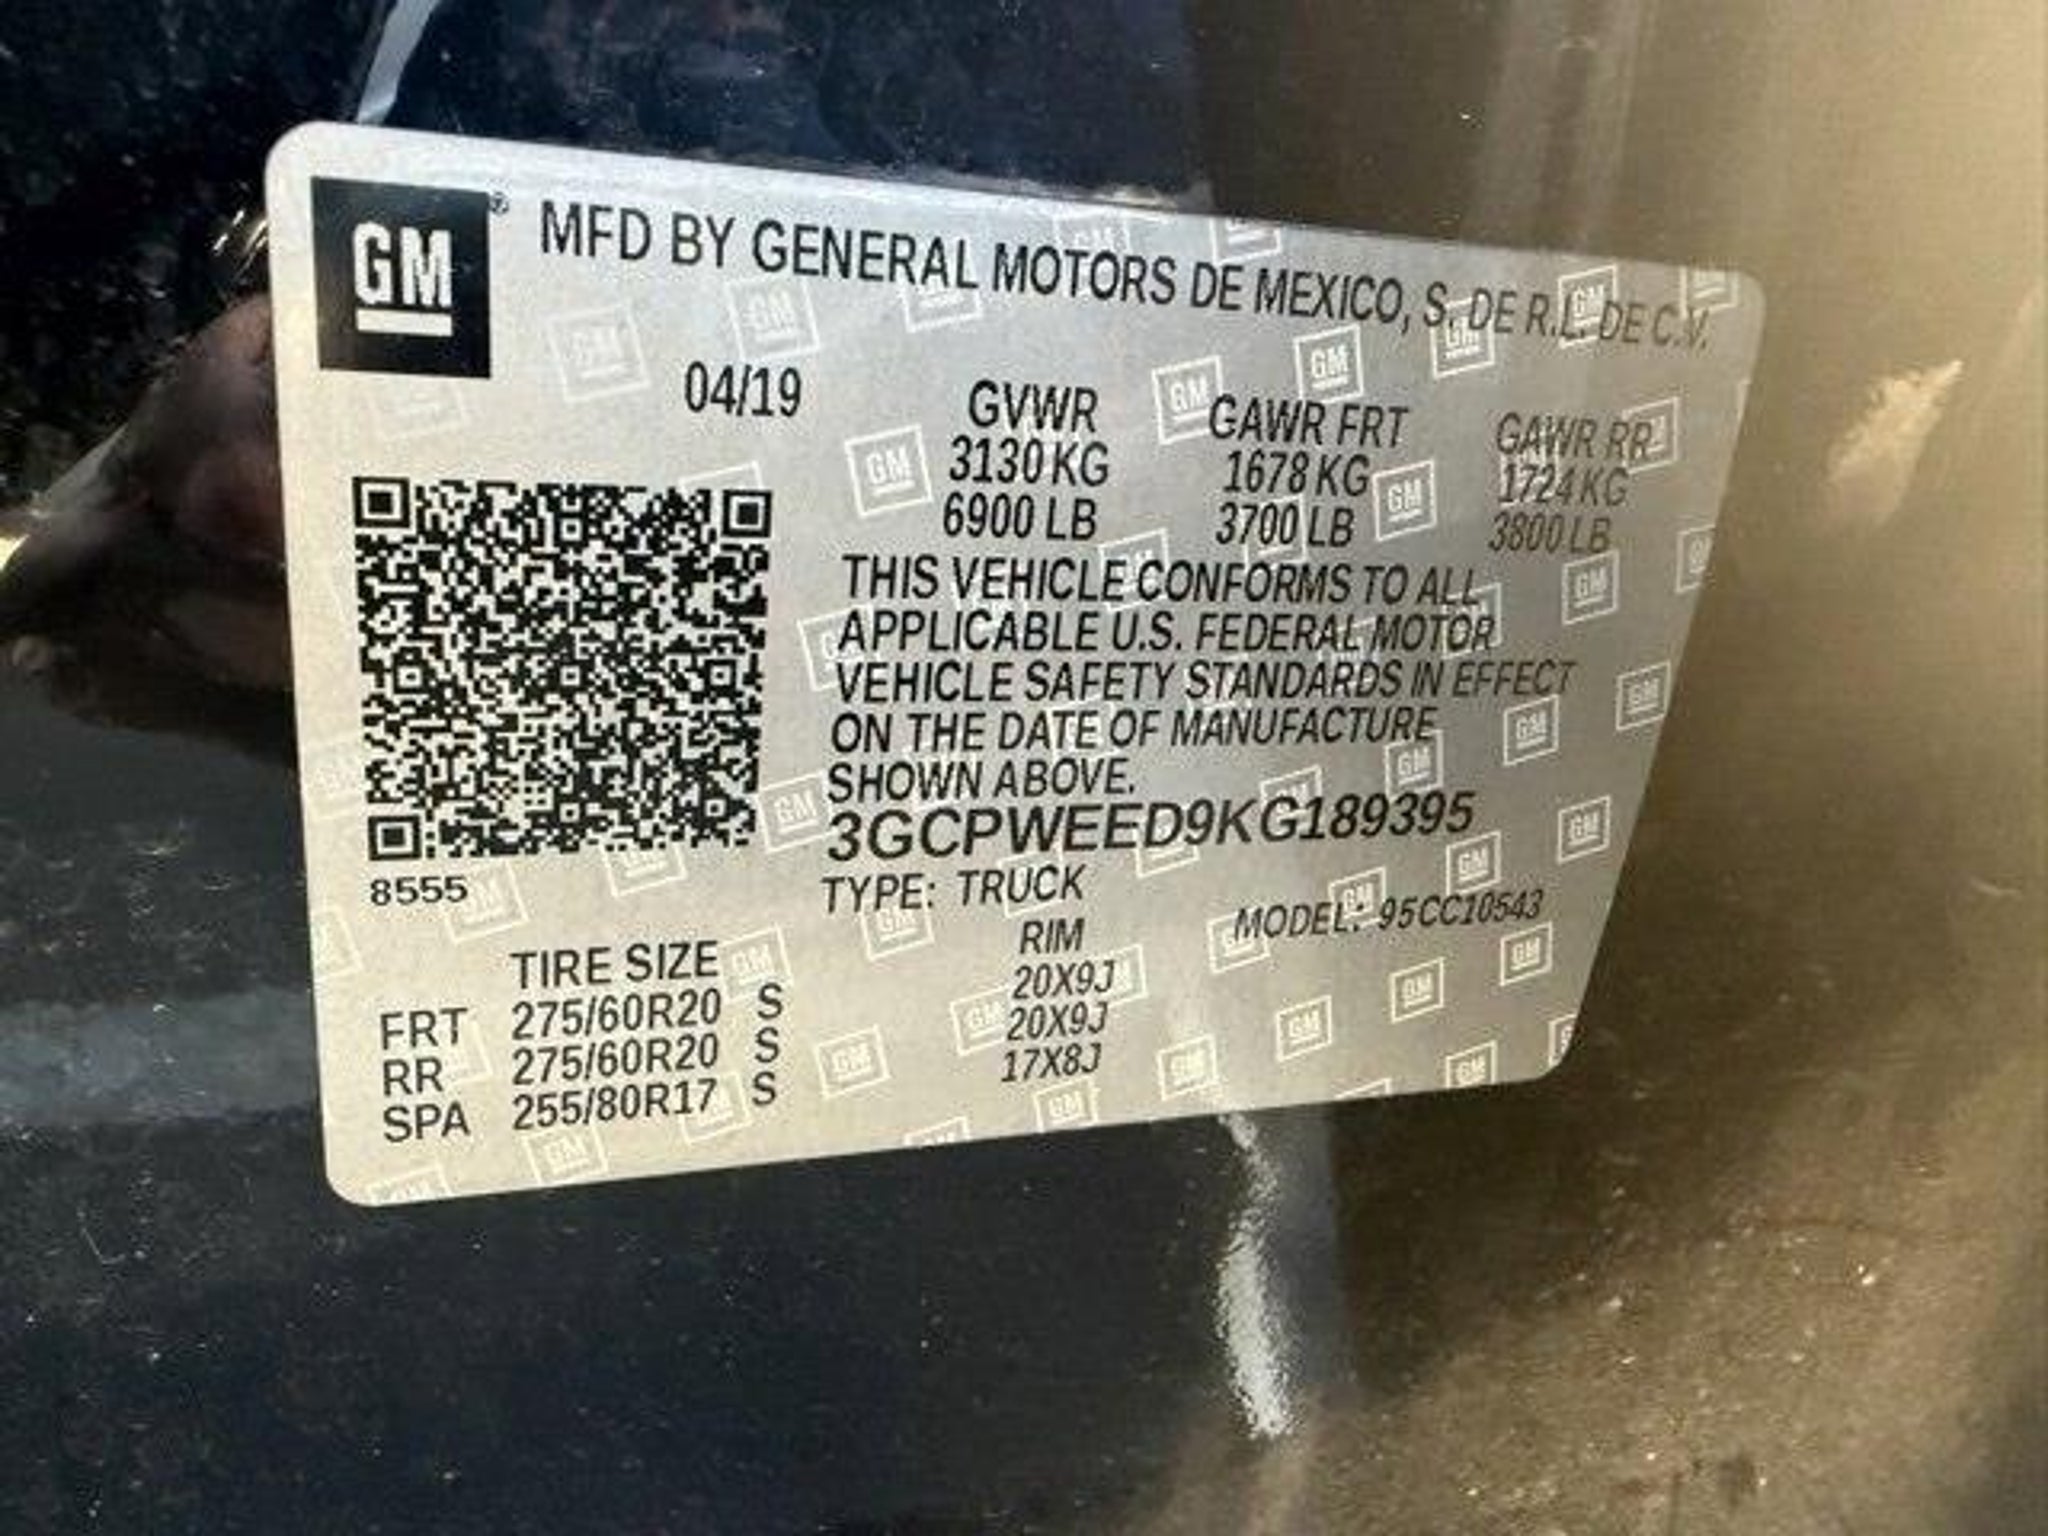 GM® MFD BY GENERAL MOTORS DE MEXICO, S. DE R.L. DE C.V.
04/19 GVWR GAWR FRT GAWR RR
3130 KG 1678 KG 1724 KG
6900 LB 3700 LB 3800 LB
THIS VEHICLE CONFORMS TO ALL
APPLICABLE U.S. FEDERAL MOTOR
VEHICLE SAFETY STANDARDS IN EFFECT
ON THE DATE OF MANUFACTURE
SHOWN ABOVE.
3GCPWEED9KG189395
8555 TYPE: TRUCK MODEL: 95CC10543
TIRE SIZE RIM
FRT 275/60R20 S 20X9J
RR 275/60R20 S 20X9J
SPA 255/80R17 S 17X8J